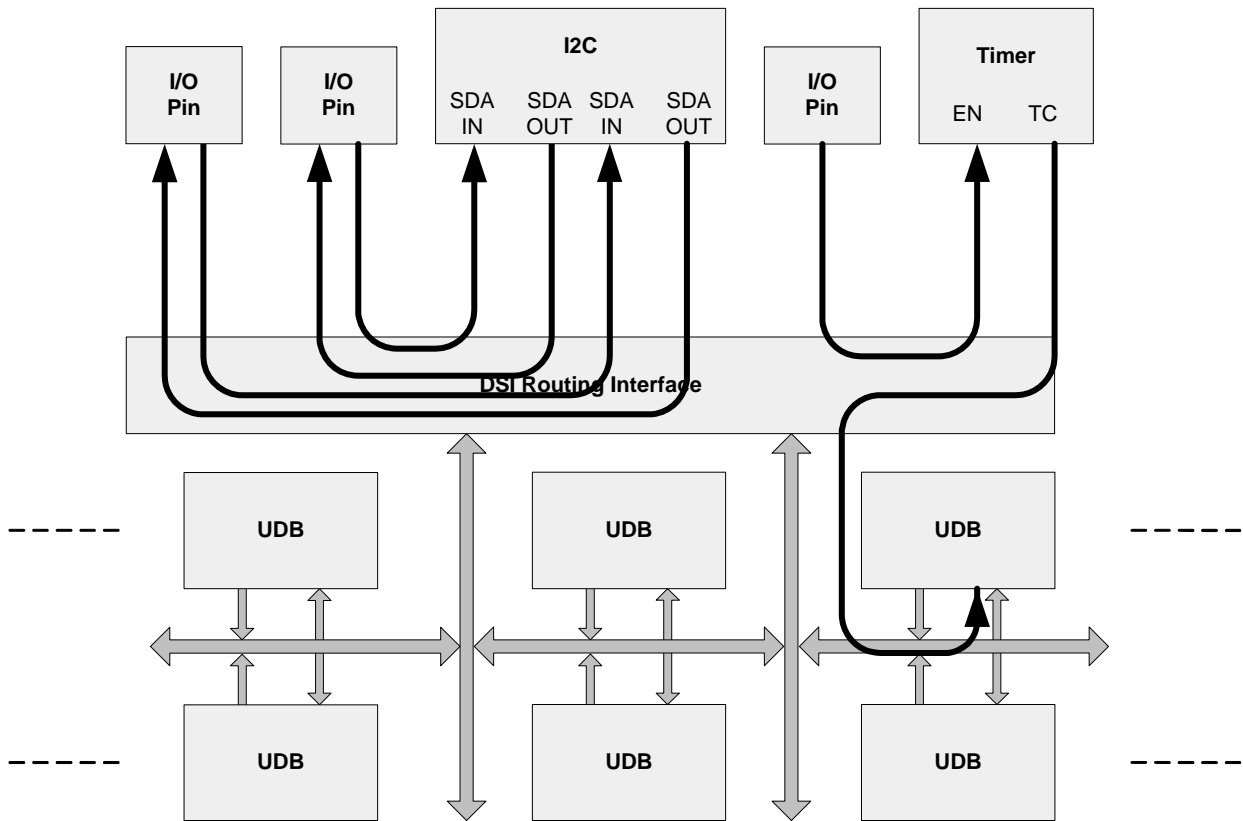 I/O
Pin
I/O
Pin
I2C
SDA
IN
SDA
OUT
SDA
IN
SDA
OUT
I/O
Pin
Timer
EN
TC
DSI Routing Interface
UDB
UDB
UDB
UDB
UDB
UDB